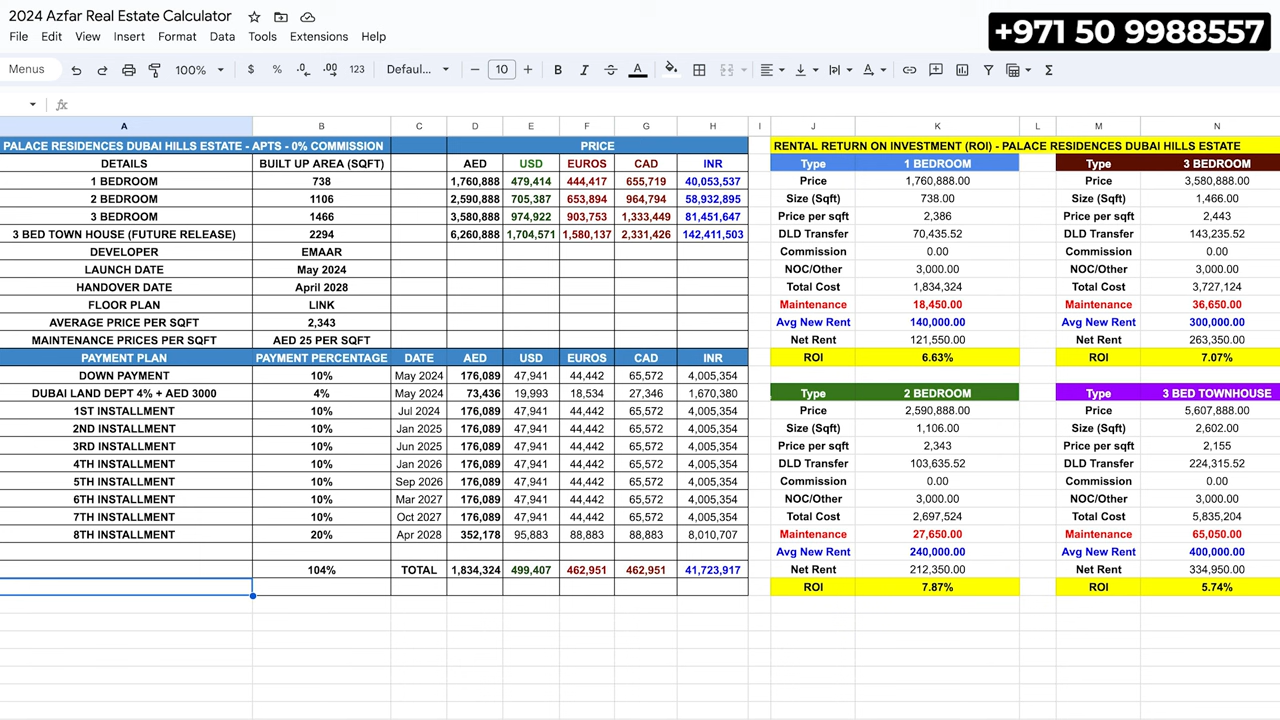 2024 Azfar Real Estate Calculator
+971 50 9988557
File Edit View Insert Format Data Tools Extensions Help
Menus 100% $ % .0 .00 123 Defaul... 10 B I A
fx
A B C D E F G H I J K L M N
PALACE RESIDENCES DUBAI HILLS ESTATE - APTS - 0% COMMISSION PRICE RENTAL RETURN ON INVESTMENT (ROI) - PALACE RESIDENCES DUBAI HILLS ESTATE
DETAILS BUILT UP AREA (SQFT) AED USD EUROS CAD INR Type 1 BEDROOM Type 3 BEDROOM
1 BEDROOM 738 1,760,888 479,414 444,417 655,719 40,053,537 Price 1,760,888.00 Price 3,580,888.00
2 BEDROOM 1106 2,590,888 705,387 653,894 964,794 58,932,895 Size (Sqft) 738.00 Size (Sqft) 1,466.00
3 BEDROOM 1466 3,580,888 974,922 903,753 1,333,449 81,451,647 Price per sqft 2,386 Price per sqft 2,443
3 BED TOWN HOUSE (FUTURE RELEASE) 2294 6,260,888 1,704,571 1,580,137 2,331,426 142,411,503 DLD Transfer 70,435.52 DLD Transfer 143,235.52
DEVELOPER EMAAR Commission 0.00 Commission 0.00
LAUNCH DATE May 2024 NOC/Other 3,000.00 NOC/Other 3,000.00
HANDOVER DATE April 2028 Total Cost 1,834,324 Total Cost 3,727,124
FLOOR PLAN LINK Maintenance 18,450.00 Maintenance 36,650.00
AVERAGE PRICE PER SQFT 2,343 Avg New Rent 140,000.00 Avg New Rent 300,000.00
MAINTENANCE PRICES PER SQFT AED 25 PER SQFT Net Rent 121,550.00 Net Rent 263,350.00
PAYMENT PLAN PAYMENT PERCENTAGE DATE AED USD EUROS CAD INR ROI 6.63% ROI 7.07%
DOWN PAYMENT 10% May 2024 176,089 47,941 44,442 65,572 4,005,354
DUBAI LAND DEPT 4% + AED 3000 4% May 2024 73,436 19,993 18,534 27,346 1,670,380 Type 2 BEDROOM Type 3 BED TOWNHOUSE
1ST INSTALLMENT 10% Jul 2024 176,089 47,941 44,442 65,572 4,005,354 Price 2,590,888.00 Price 5,607,888.00
2ND INSTALLMENT 10% Jan 2025 176,089 47,941 44,442 65,572 4,005,354 Size (Sqft) 1,106.00 Size (Sqft) 2,602.00
3RD INSTALLMENT 10% Jun 2025 176,089 47,941 44,442 65,572 4,005,354 Price per sqft 2,343 Price per sqft 2,155
4TH INSTALLMENT 10% Jan 2026 176,089 47,941 44,442 65,572 4,005,354 DLD Transfer 103,635.52 DLD Transfer 224,315.52
5TH INSTALLMENT 10% Sep 2026 176,089 47,941 44,442 65,572 4,005,354 Commission 0.00 Commission 0.00
6TH INSTALLMENT 10% Mar 2027 176,089 47,941 44,442 65,572 4,005,354 NOC/Other 3,000.00 NOC/Other 3,000.00
7TH INSTALLMENT 10% Oct 2027 176,089 47,941 44,442 65,572 4,005,354 Total Cost 2,697,524 Total Cost 5,835,204
8TH INSTALLMENT 20% Apr 2028 352,178 95,883 88,883 88,883 8,010,707 Maintenance 27,650.00 Maintenance 65,050.00
Avg New Rent 240,000.00 Avg New Rent 400,000.00
104% TOTAL 1,834,324 499,407 462,951 462,951 41,723,917 Net Rent 212,350.00 Net Rent 334,950.00
ROI 7.87% ROI 5.74%